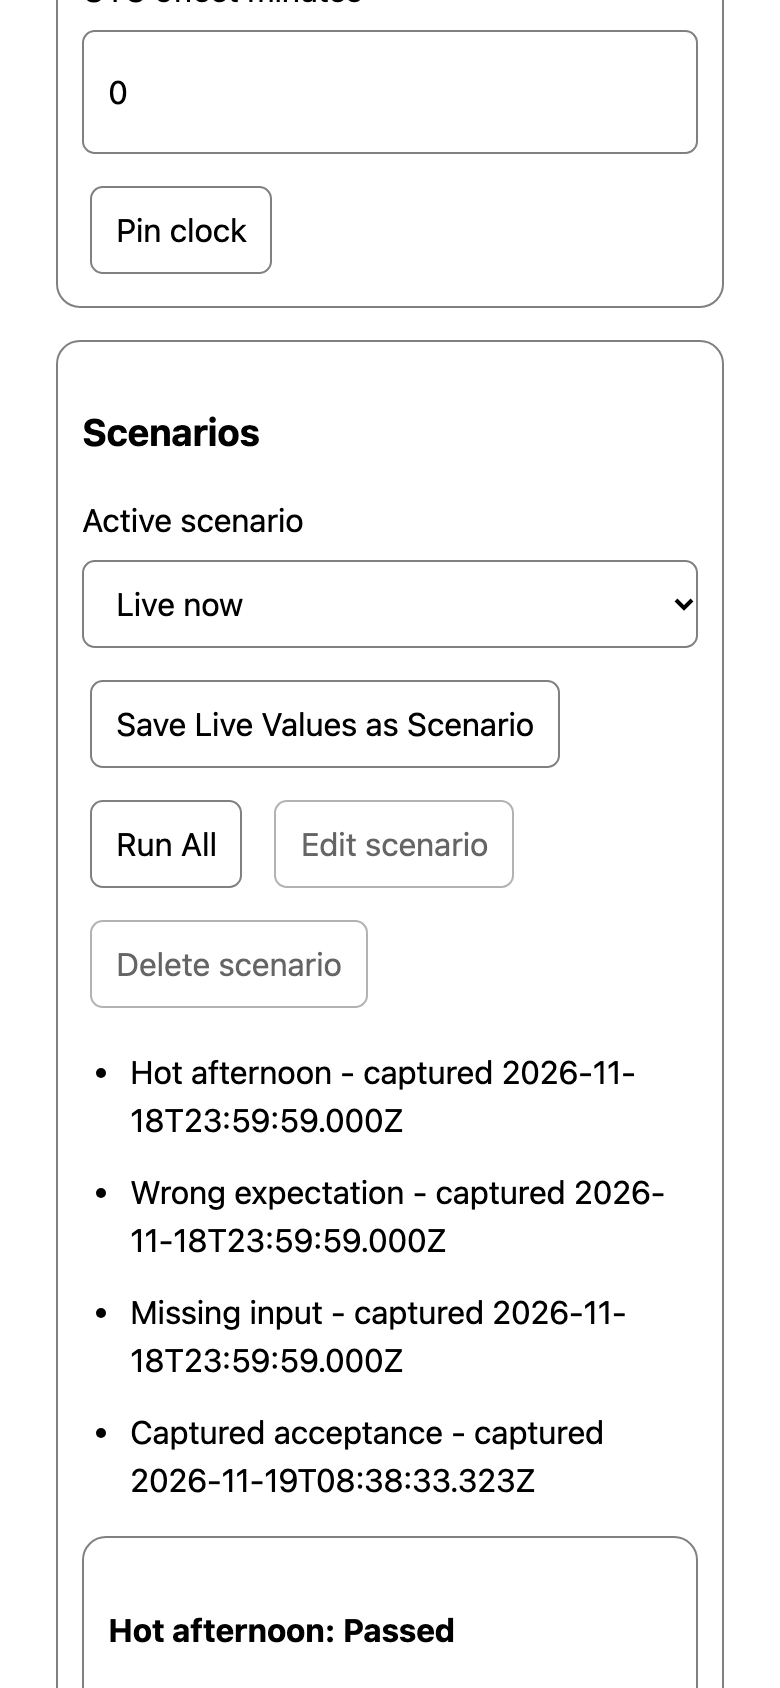 UTC offset minutes
0
Pin clock
Scenarios
Active scenario
Live now
Save Live Values as Scenario
Run All
Edit scenario
Delete scenario
• Hot afternoon - captured 2026-11-
18T23:59:59.000Z
• Wrong expectation - captured 2026-
11-18T23:59:59.000Z
• Missing input - captured 2026-11-
18T23:59:59.000Z
• Captured acceptance - captured
2026-11-19T08:38:33.323Z
Hot afternoon: Passed